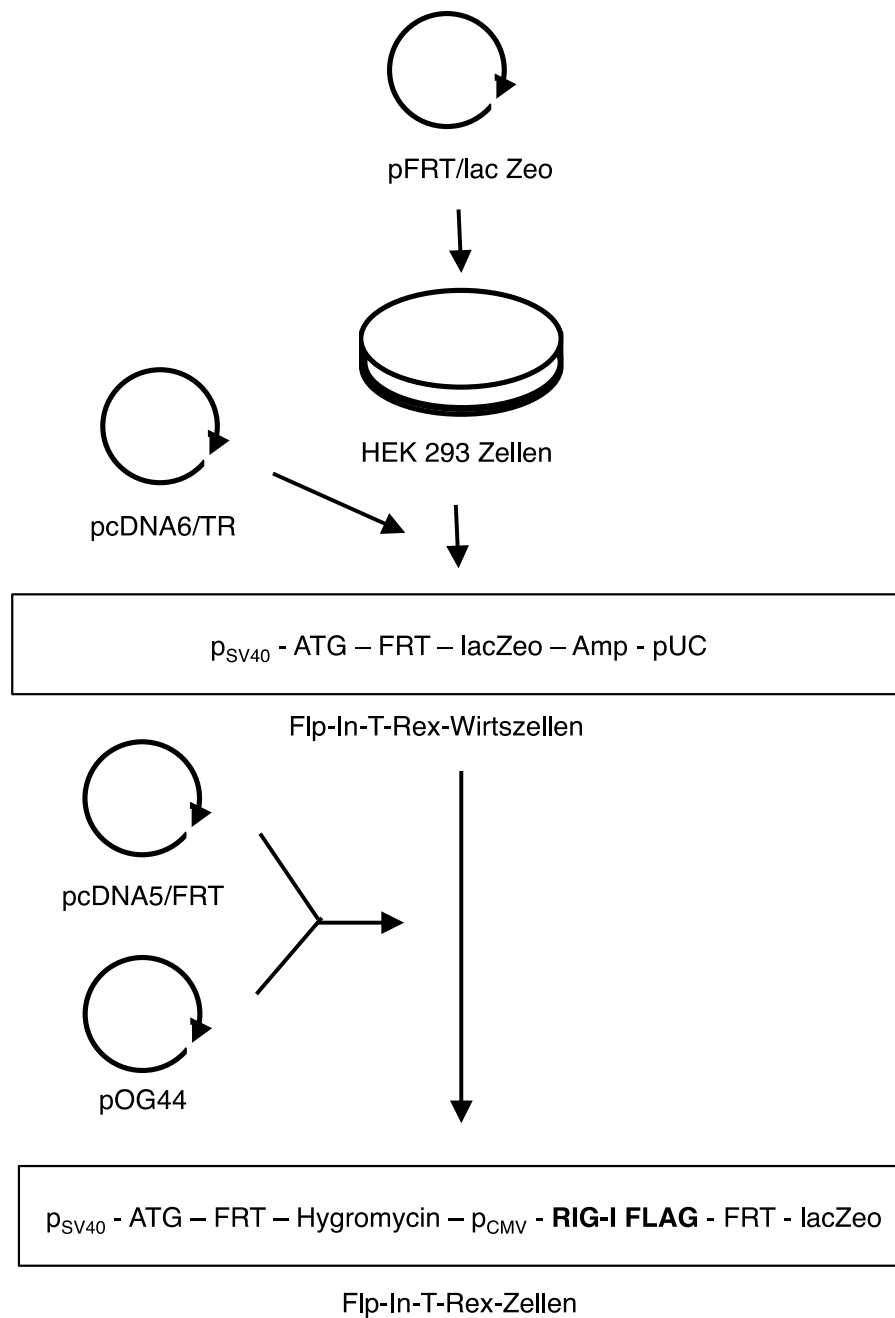 pFRT/lac Zeo
HEK 293 Zellen
pcDNA6/TR
pSV40 - ATG – FRT – lacZeo – Amp - pUC
Flp-In-T-Rex-Wirtszellen
pcDNA5/FRT
pOG44
pSV40 - ATG – FRT – Hygromycin – pCMV - RIG-I FLAG - FRT - lacZeo
Flp-In-T-Rex-Zellen